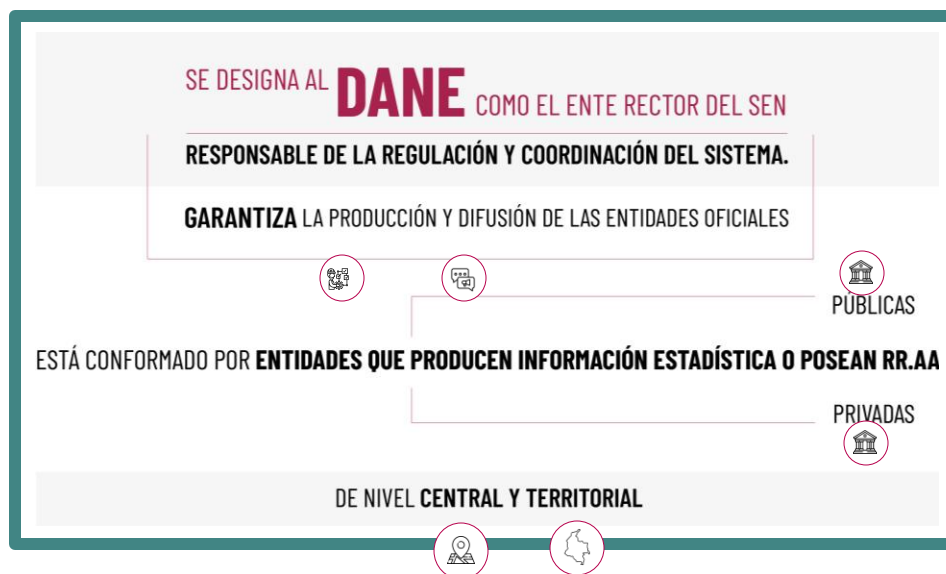 SE DESIGNA AL DANE COMO EL ENTE RECTOR DEL SEN
RESPONSABLE DE LA REGULACIÓN Y COORDINACIÓN DEL SISTEMA.
GARANTIZA LA PRODUCCIÓN Y DIFUSIÓN DE LAS ENTIDADES OFICIALES
PÚBLICAS
ESTÁ CONFORMADO POR ENTIDADES QUE PRODUCEN INFORMACIÓN ESTADÍSTICA O POSEAN RR.AA
PRIVADAS
DE NIVEL CENTRAL Y TERRITORIAL